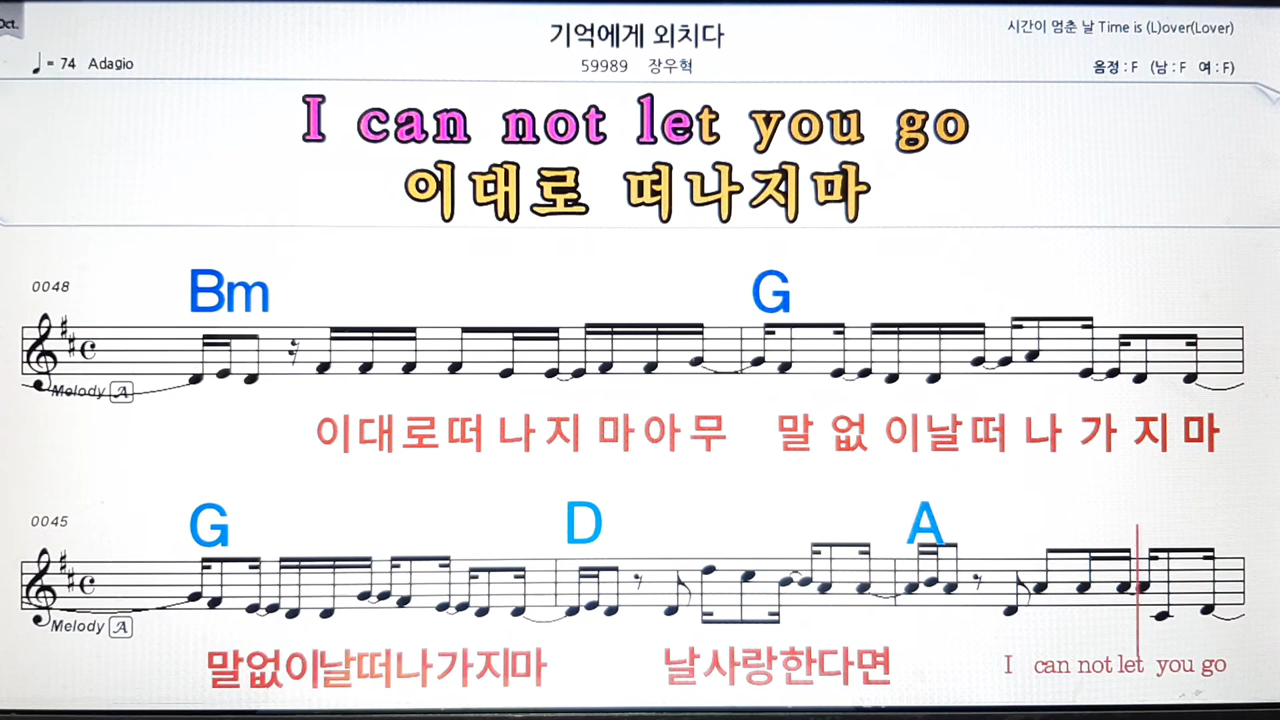 Oct.
기억에게 외치다
시간이 멈춘 날 Time is (L)over(Lover)
♩= 74 Adagio
59989 장우혁
음정 : F (남 : F 여 : F)
I can not let you go
이대로 떠나지마
0048
Bm G
Melody A
이대로떠나지마아무 말없이날떠나가지마
0045
G D A
Melody A
말없이날떠나가지마 날사랑한다면 I can not let you go